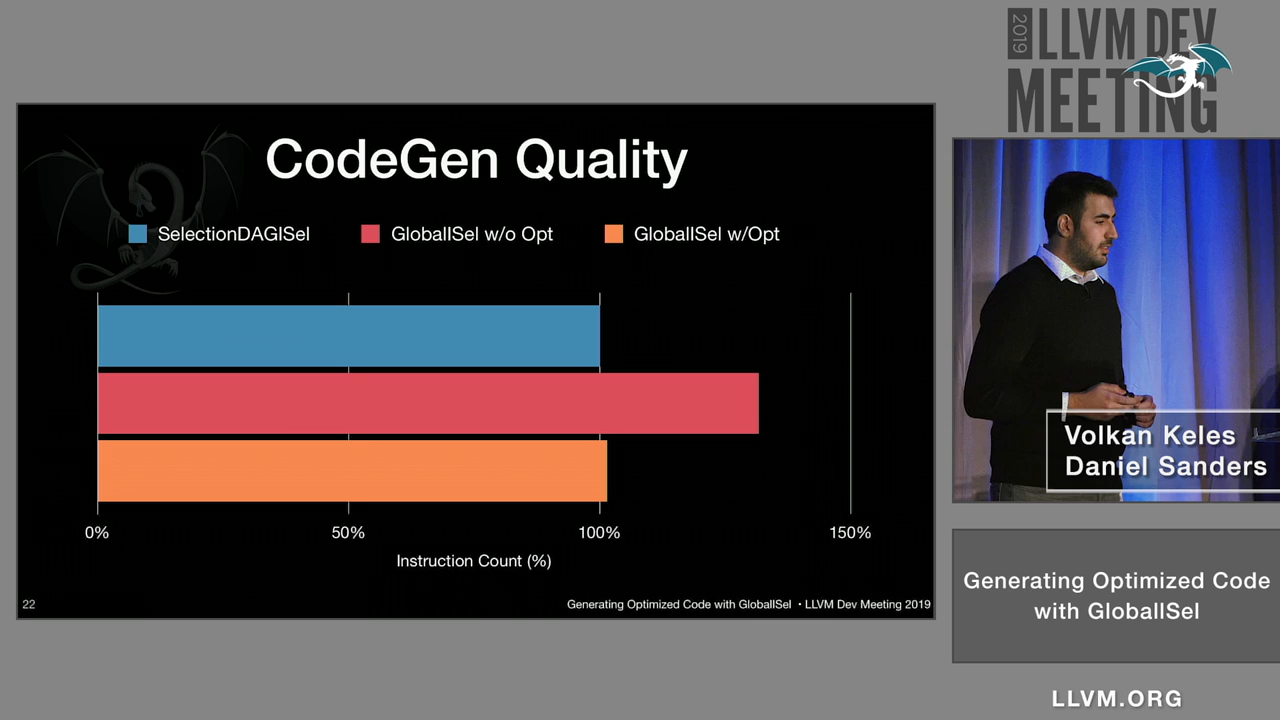 2019
LLVM DEV
MEETING
CodeGen Quality
SelectionDAGISel
GlobalISel w/o Opt
GlobalISel w/Opt
0%
50%
100%
150%
Instruction Count (%)
22
Generating Optimized Code with GlobalISel • LLVM Dev Meeting 2019
Volkan Keles
Daniel Sanders
Generating Optimized Code
with GlobalISel
LLVM.ORG